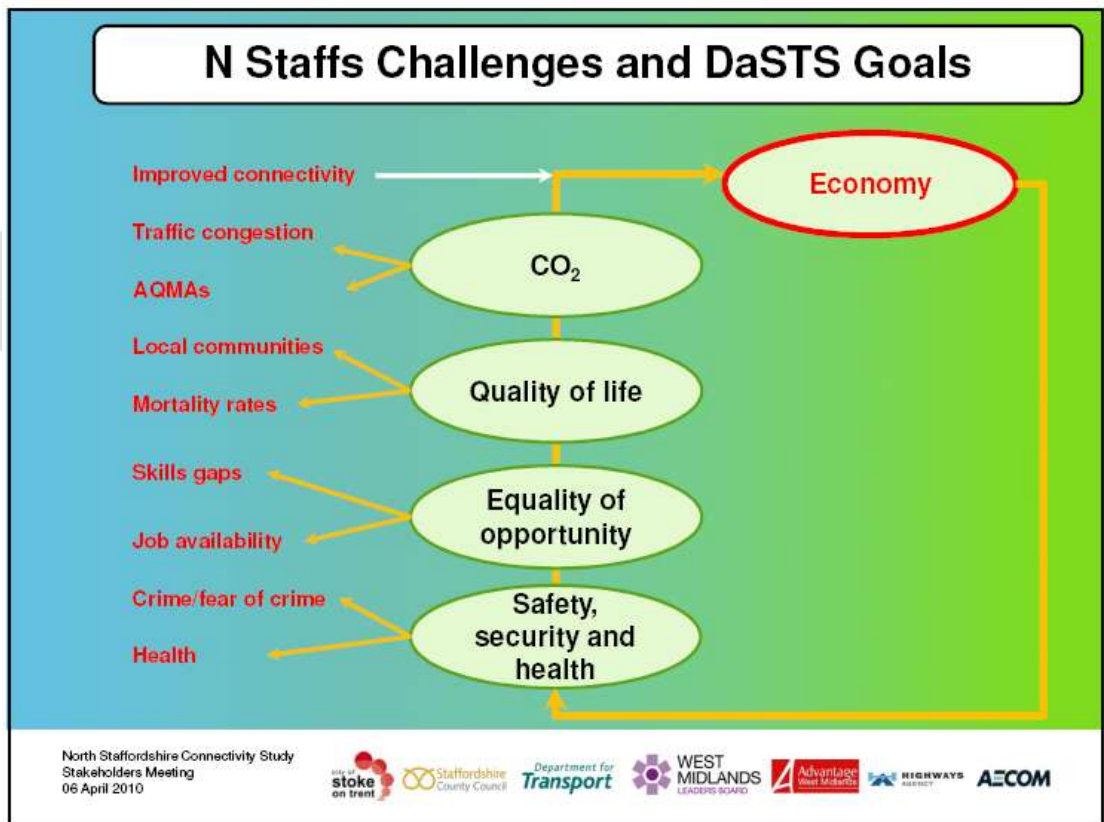 N Staffs Challenges and DaSTS Goals
Improved connectivity
Economy
Traffic congestion
CO₂
AQMAs
Local communities
Quality of life
Mortality rates
Skills gaps
Equality of
opportunity
Job availability
Crime/fear of crime
Safety,
security and
health
Health
North Staffordshire Connectivity Study
Stakeholders Meeting
06 April 2010
city of
stoke
on trent
Staffordshire
County Council
Department for
Transport
WEST
MIDLANDS
LEADERS BOARD
Advantage
West Midlands
HIGHWAYS
AGENCY
AECOM